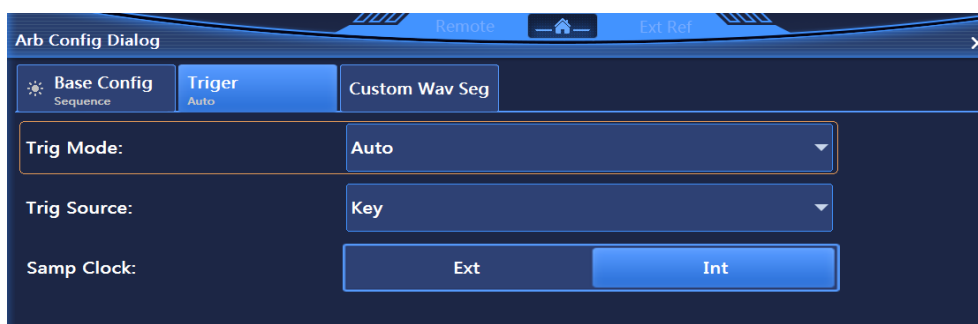 Remote Ext Ref
Arb Config Dialog
Base Config Triger Custom Wav Seg
Sequence Auto
Trig Mode: Auto
Trig Source: Key
Samp Clock: Ext Int